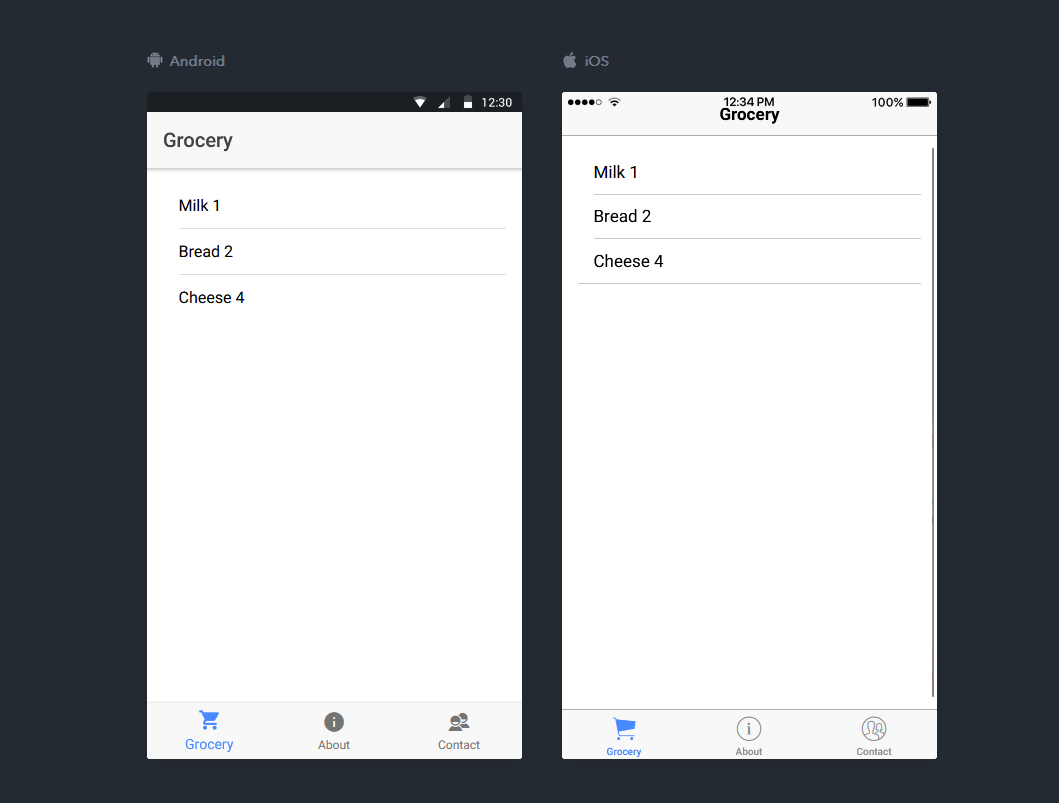 Android
12:30
Grocery
Milk 1
Bread 2
Cheese 4
Grocery
About
Contact
iOS
12:34 PM
100%
Grocery
Milk 1
Bread 2
Cheese 4
Grocery
About
Contact